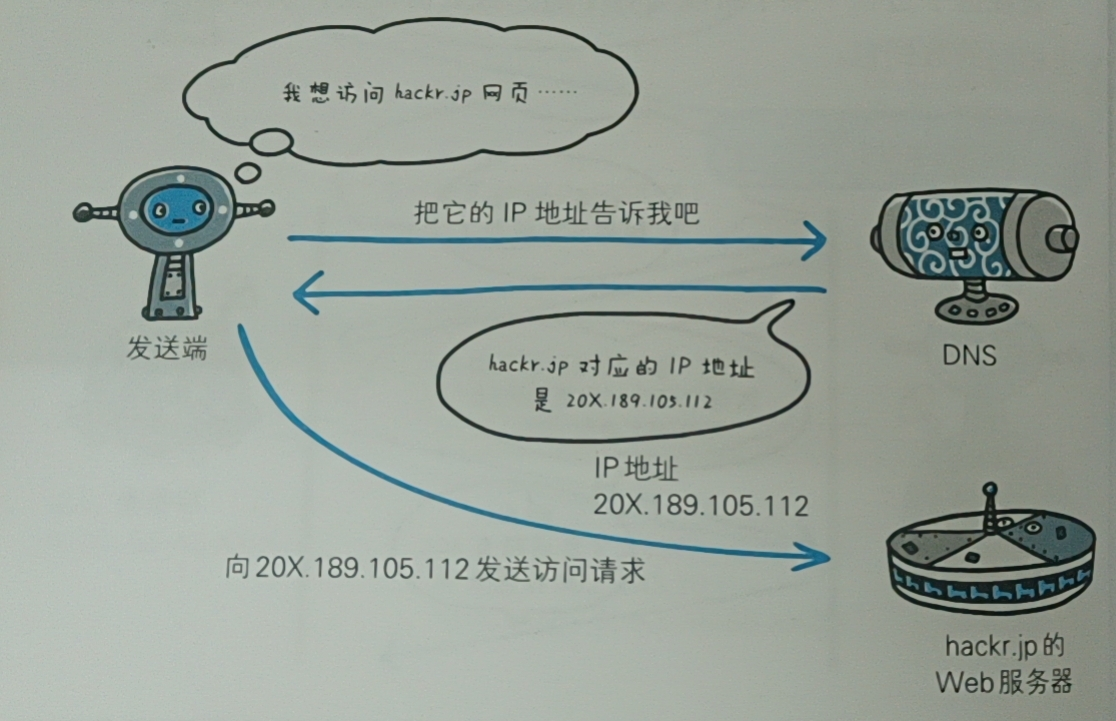 我想访问 hackr.jp 网页……
把它的 IP 地址告诉我吧
发送端
DNS
hackr.jp 对应的 IP 地址
是 20X.189.105.112
IP 地址
20X.189.105.112
向 20X.189.105.112 发送访问请求
hackr.jp 的
Web 服务器